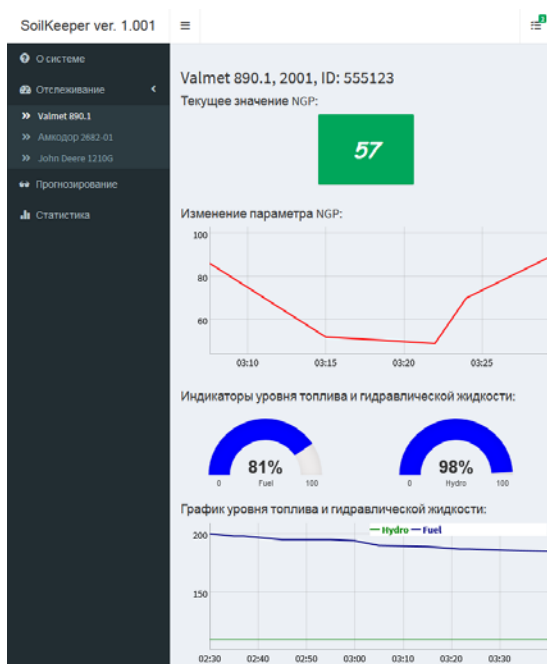 SoilKeeper ver. 1.001
3
О системе
Отслеживание
Valmet 890.1
Амкодор 2682-01
John Deere 1210G
Прогнозирование
Статистика
Valmet 890.1, 2001, ID: 555123
Текущее значение NGP:
57
Изменение параметра NGP:
100
80
60
03:10 03:15 03:20 03:25
Индикаторы уровня топлива и гидравлической жидкости:
81%
0 Fuel 100
98%
0 Hydro 100
График уровня топлива и гидравлической жидкости:
Hydro Fuel
200
150
02:30 02:40 02:50 03:00 03:10 03:20 03:30